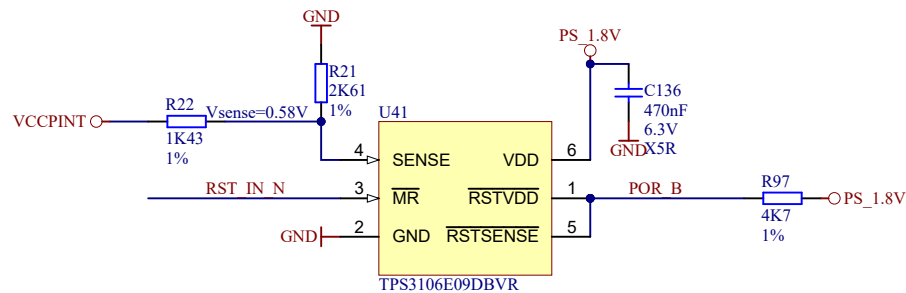 GND
PS_1.8V
R21
2K61
1%
C136
470nF
6.3V
X5R
GND
R22
1K43
1%
VCCPINT
Vsense=0.58V
U41
4
SENSE
VDD
6
RST_IN_N
3
MR
RSTVDD
1
POR_B
R97
4K7
1%
PS_1.8V
GND
2
GND
RSTSENSE
5
TPS3106E09DBVR